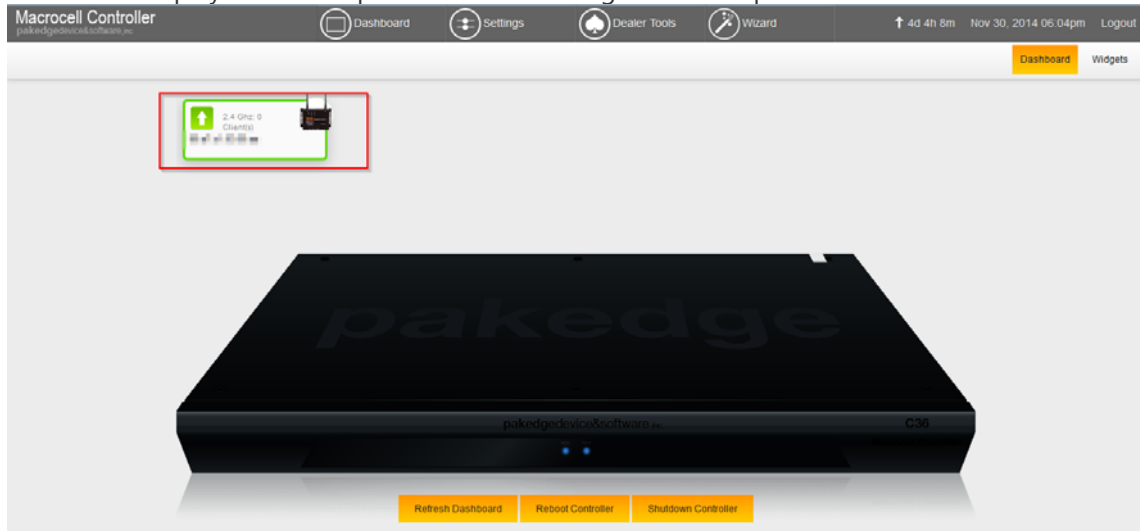 Macrocell Controller
pakedgedevice&software,inc
Dashboard
Settings
Dealer Tools
Wizard
4d 4h 8m
Nov 30, 2014 06:04pm
Logout
Dashboard
Widgets
2.4 Ghz: 0
Client(s)
pakedge
pakedgedevice&software inc.
C36
Refresh Dashboard
Reboot Controller
Shutdown Controller